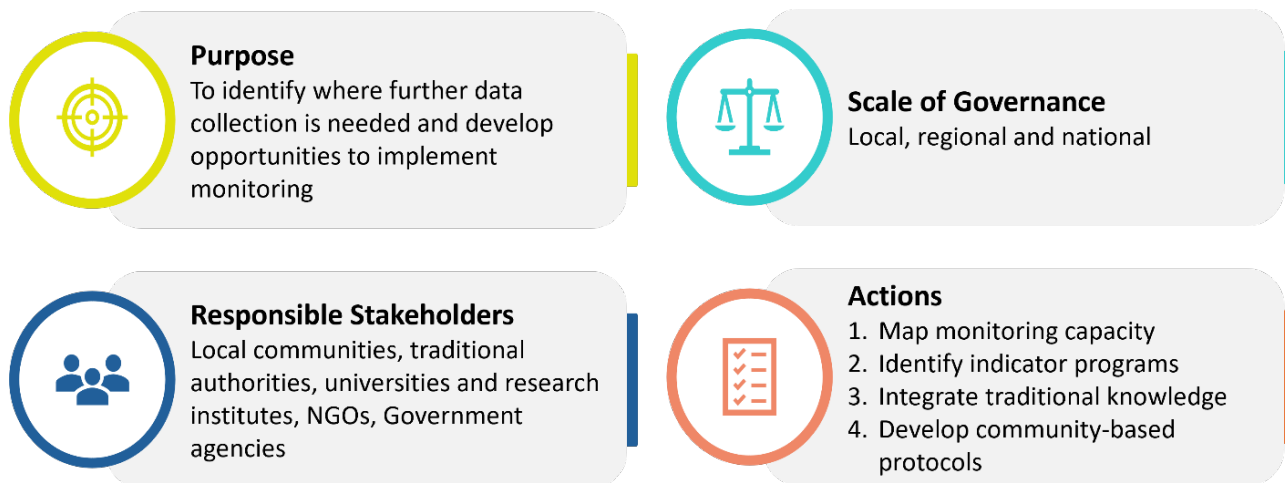 Purpose
To identify where further data
collection is needed and develop
opportunities to implement
monitoring
Scale of Governance
Local, regional and national
Responsible Stakeholders
Local communities, traditional
authorities, universities and research
institutes, NGOs, Government
agencies
Actions
1. Map monitoring capacity
2. Identify indicator programs
3. Integrate traditional knowledge
4. Develop community-based
protocols